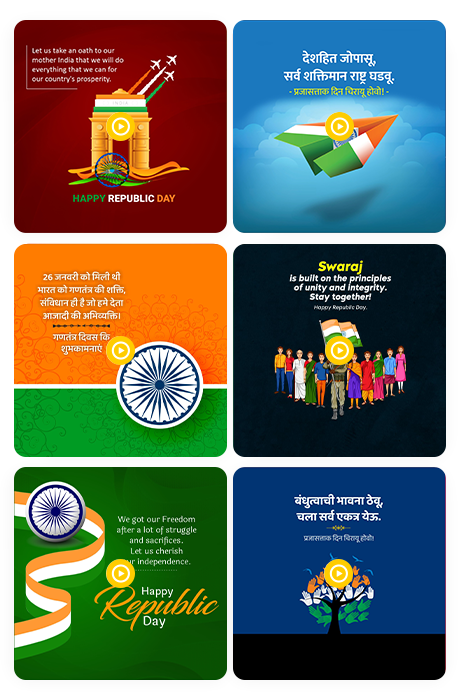 Let us take an oath to our
mother India that we will do
everything that we can for
our country's prosperity.
INDIA
HAPPY REPUBLIC DAY
देशहित जोपासू,
सर्व शक्तिमान राष्ट्र घडवू.
- प्रजासत्ताक दिन चिरायू होवो! -
26 जनवरी को मिली थी
भारत को गणतंत्र की शक्ति,
संविधान ही है जो हमे देता
आजादी की अभिव्यक्ति।
गणतंत्र दिवस कि
शुभकामनाएं
Swaraj
is built on the principles
of unity and integrity.
Stay together!
Happy Republic Day.
We got our Freedom
after a lot of struggle
and sacrifices.
Let us cherish
our independence.
Happy
Republic
Day
बंधुत्वाची भावना ठेवू,
चला सर्व एकत्र येऊ.
प्रजासत्ताक दिन चिरायू होवो!